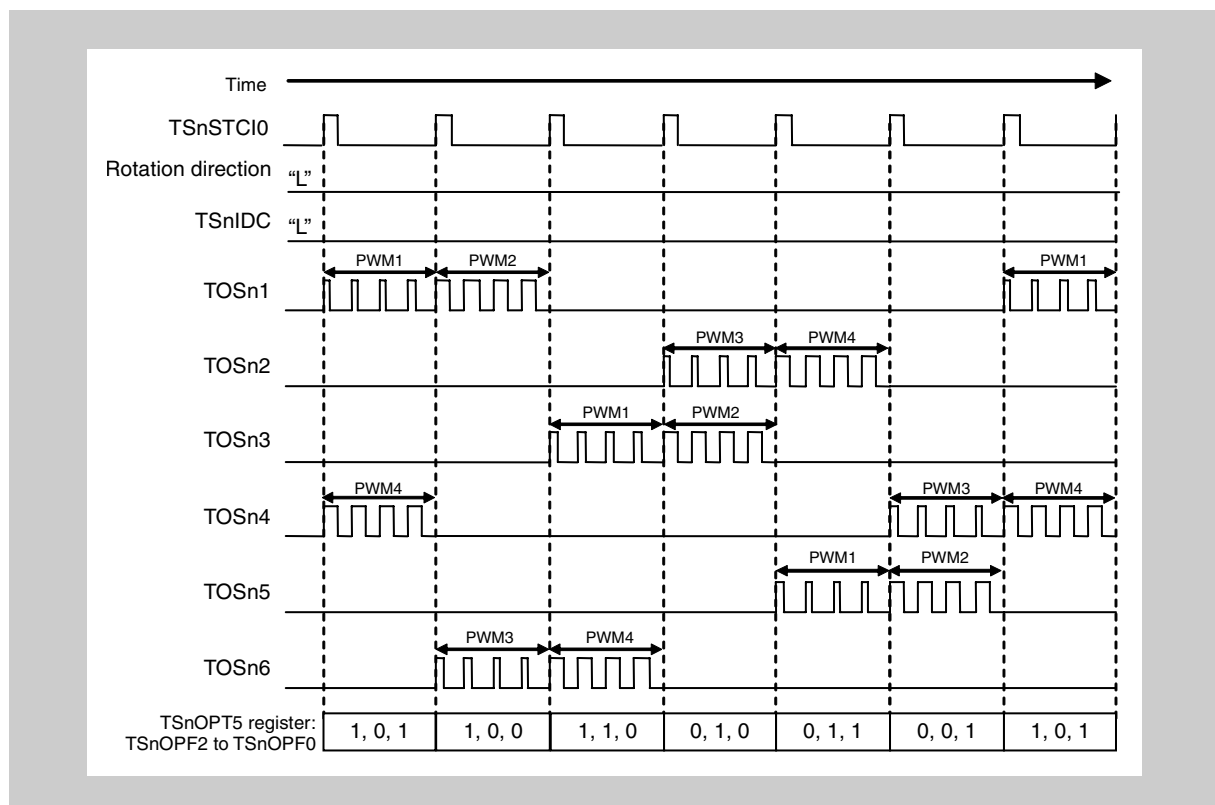 Time
TSnSTCI0
Rotation direction “L”
TSnIDC “L”
PWM1 PWM2 PWM1
TOSn1
PWM3 PWM4
TOSn2
PWM1 PWM2
TOSn3
PWM4 PWM3 PWM4
TOSn4
PWM1 PWM2
TOSn5
PWM3 PWM4
TOSn6
TSnOPT5 register:
TSnOPF2 to TSnOPF0
1, 0, 1 1, 0, 0 1, 1, 0 0, 1, 0 0, 1, 1 0, 0, 1 1, 0, 1